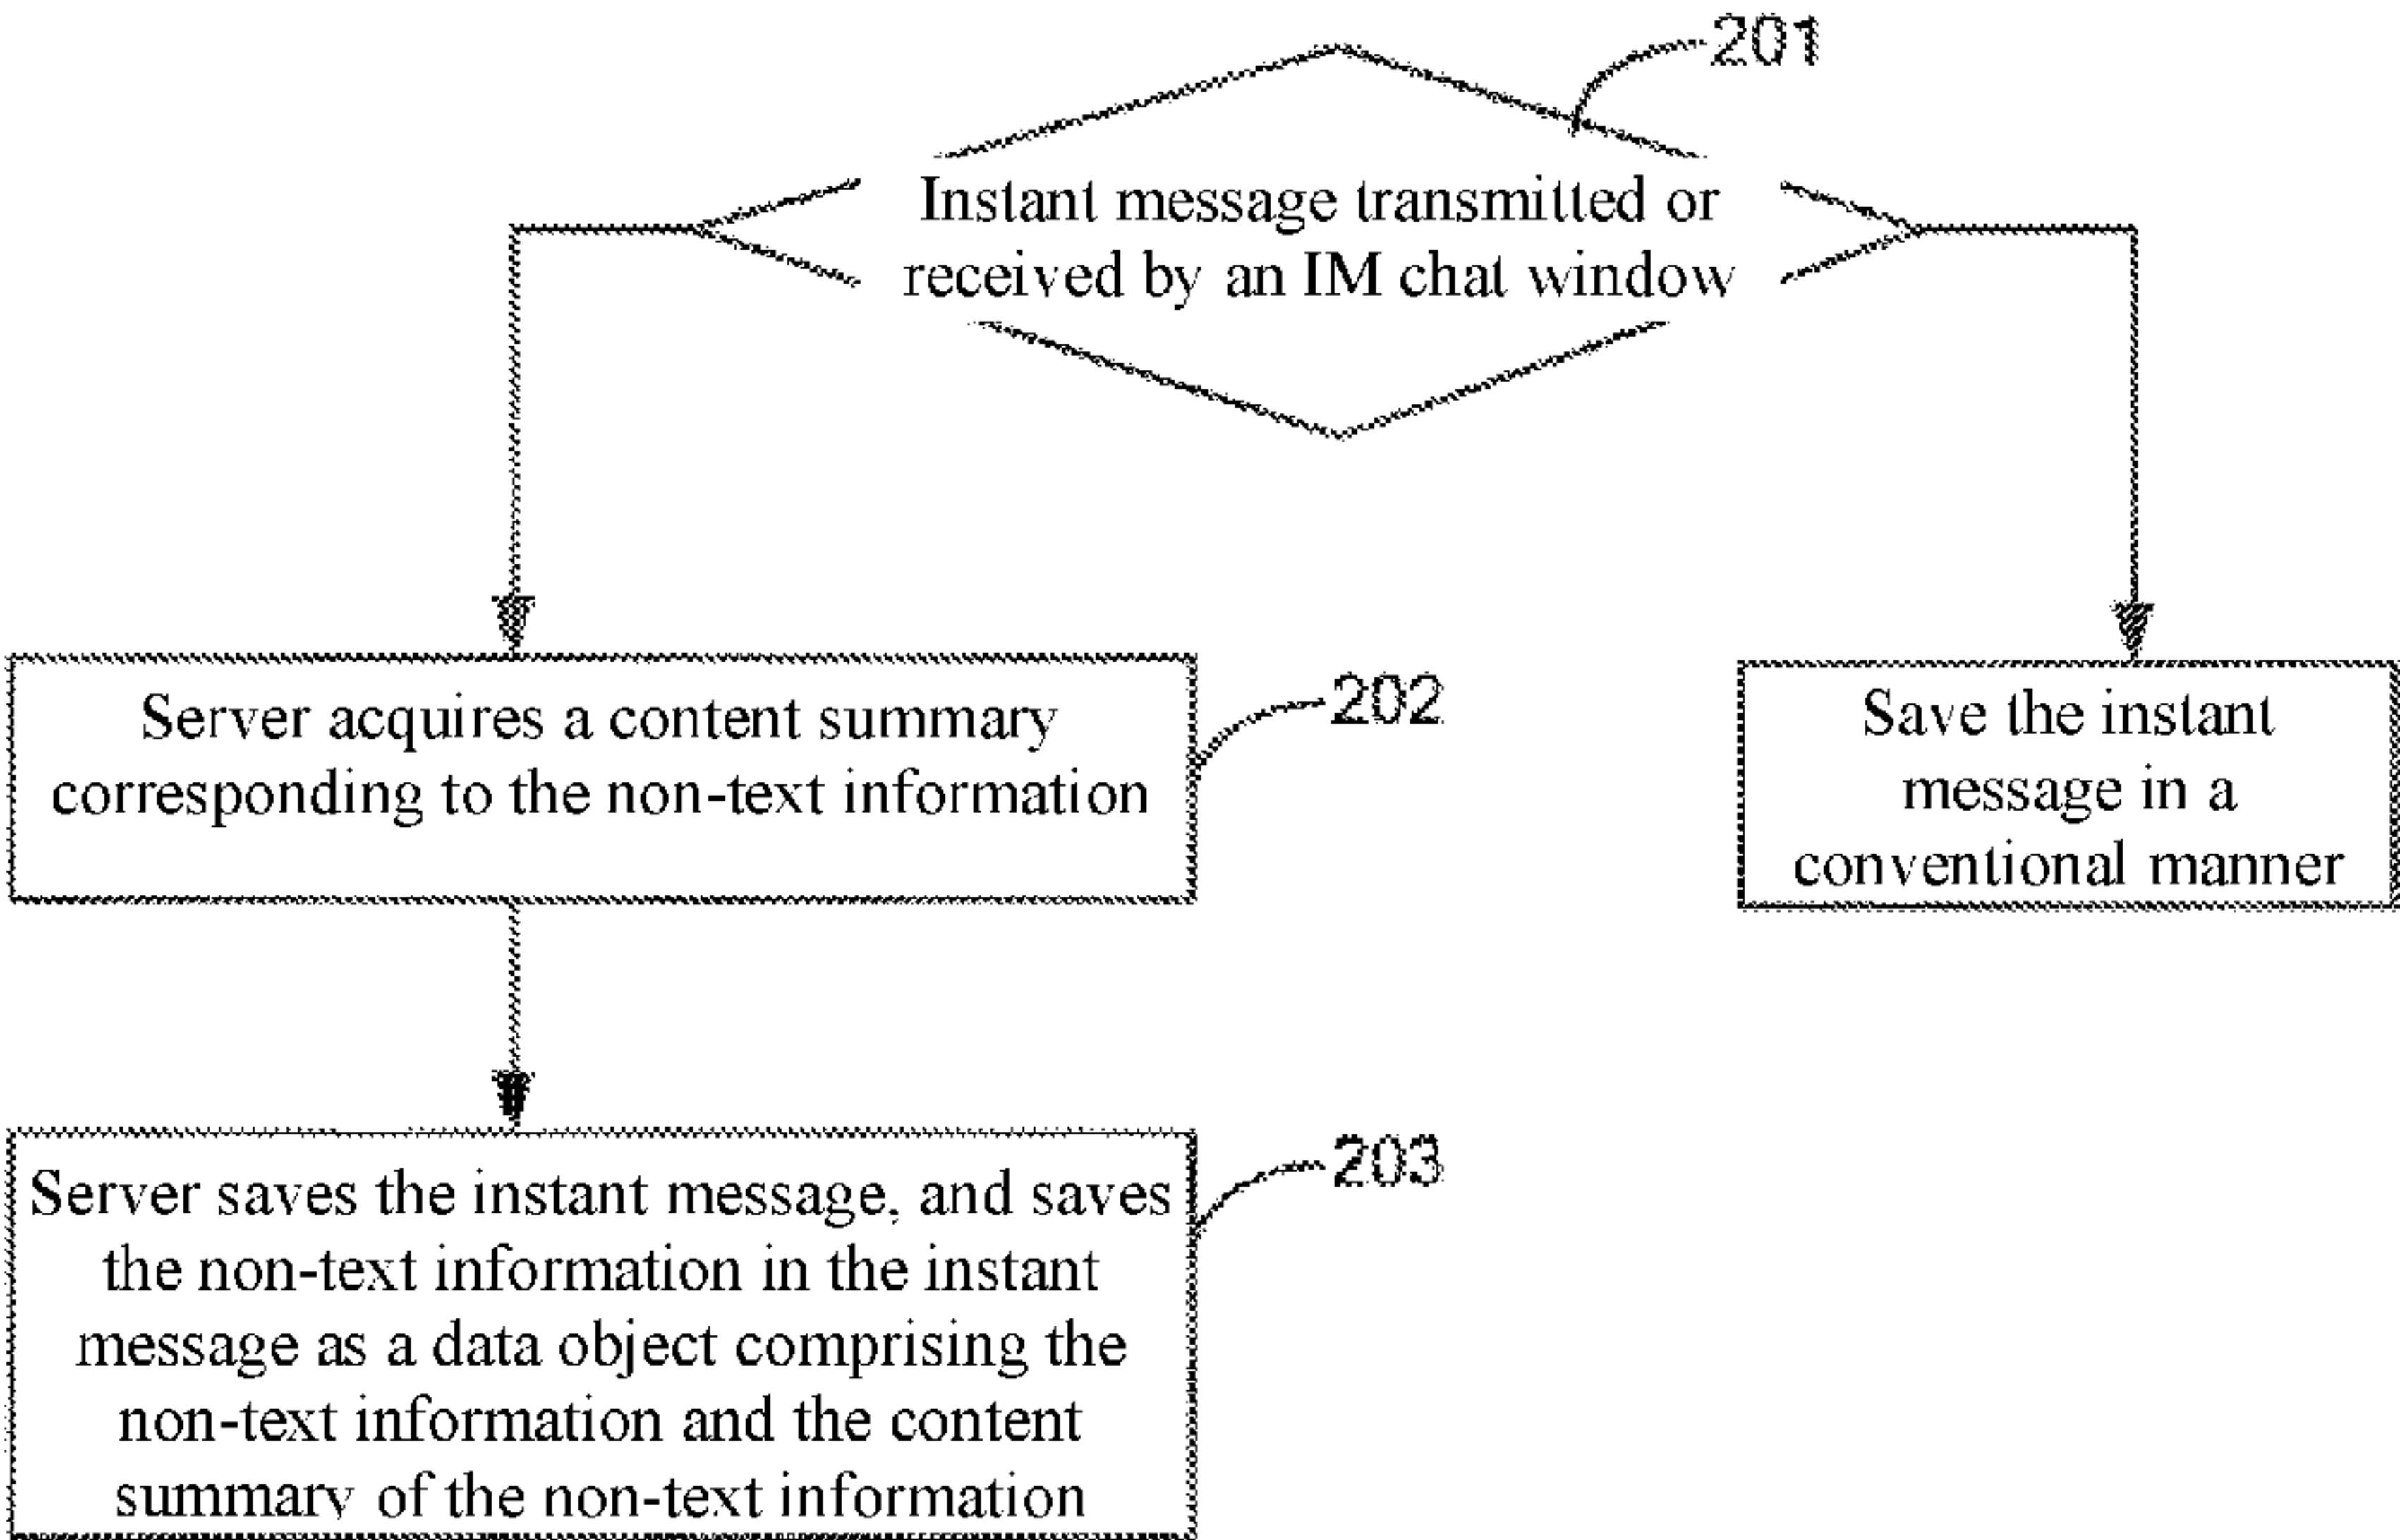 201
Instant message transmitted or
received by an IM chat window
Server acquires a content summary
corresponding to the non-text information
202
Save the instant
message in a
conventional manner
Server saves the instant message, and saves
the non-text information in the instant
message as a data object comprising the
non-text information and the content
summary of the non-text information
203